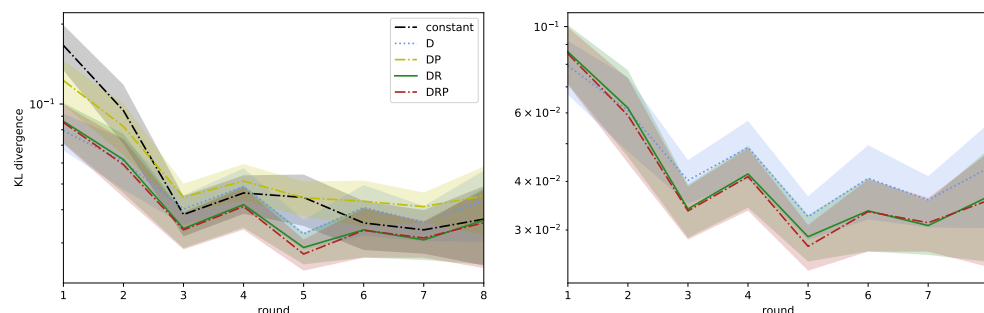 constant
D
DP
DR
DRP
KL divergence
10⁻¹
1 2 3 4 5 6 7 8
round
10⁻¹
6 × 10⁻²
4 × 10⁻²
3 × 10⁻²
1 2 3 4 5 6 7 8
round